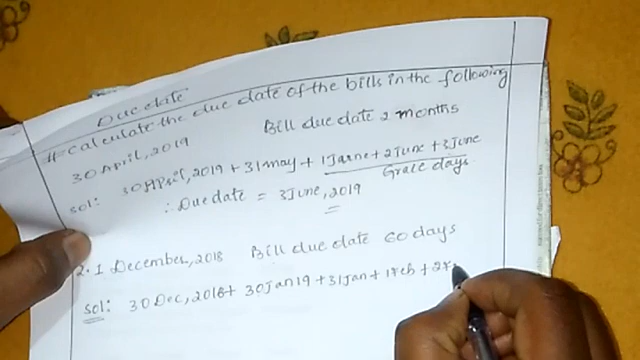 Due date
1. Calculate the due date of the bills in the following
30 April, 2019 Bill due date 2 months
Sol: 30 April, 2019 + 31 may + 1 June + 2 June + 3 June
Grace days
∴ Due date = 3 June, 2019
2. 1 December, 2018 Bill due date 60 days
Sol: 30 Dec, 2018 + 30 Jan 19 + 31 Jan + 1 Feb + 2